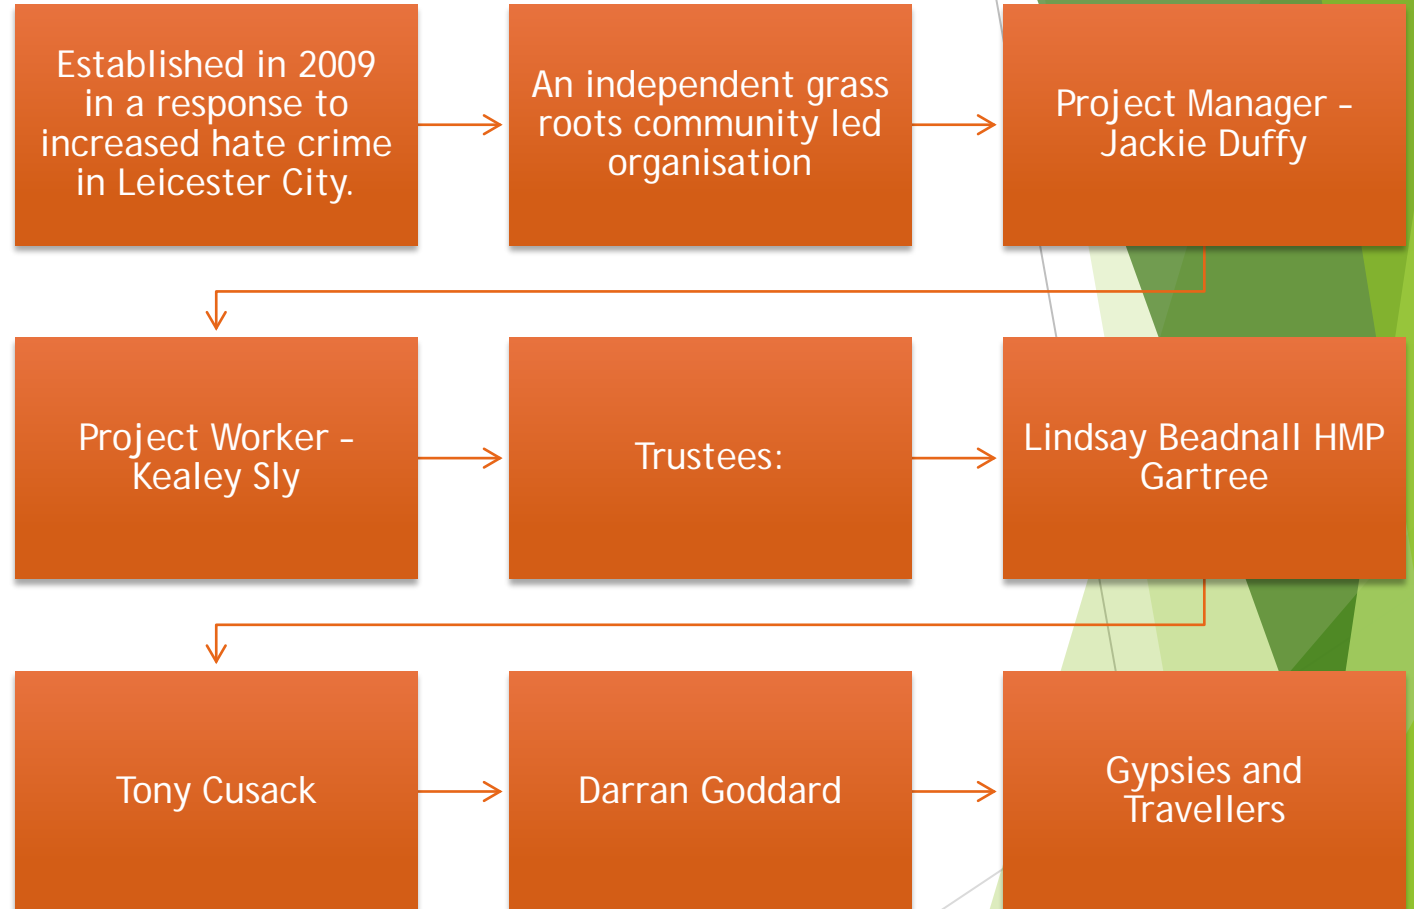 Established in 2009
in a response to
increased hate crime
in Leicester City.
An independent grass
roots community led
organisation
Project Manager –
Jackie Duffy
Project Worker –
Kealey Sly
Trustees:
Lindsay Beadnall HMP
Gartree
Tony Cusack
Darran Goddard
Gypsies and
Travellers